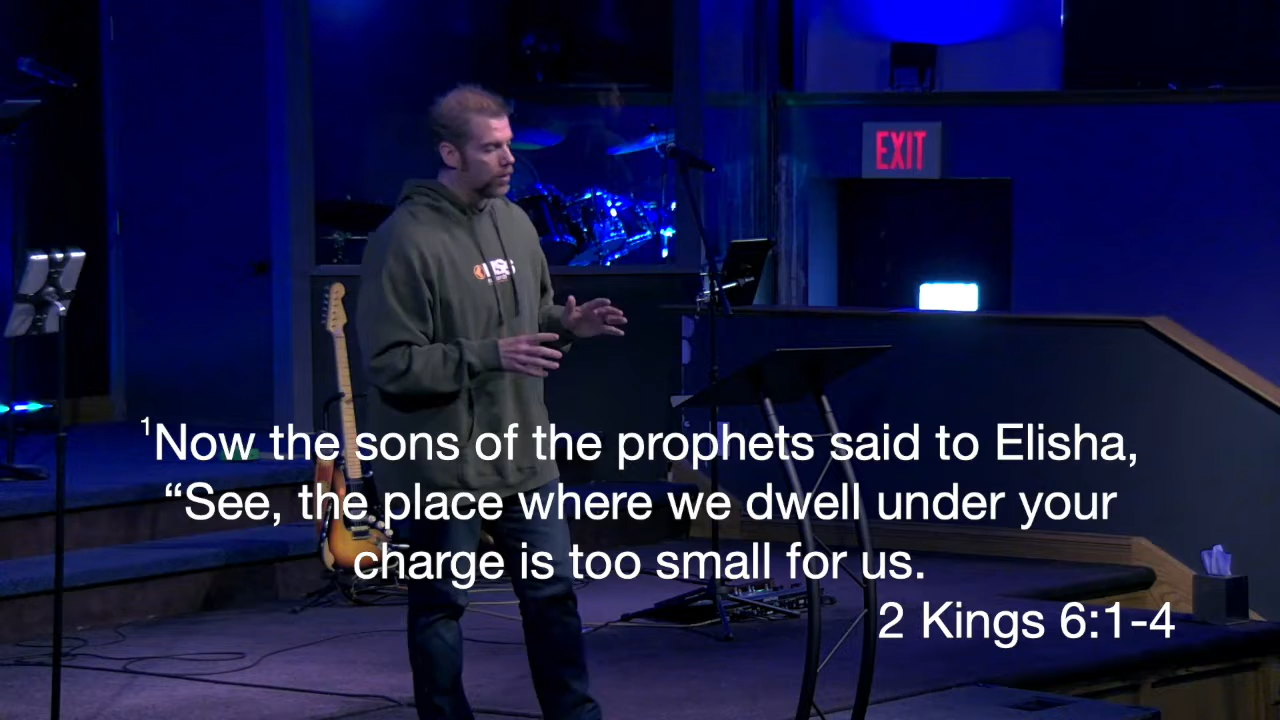 EXIT
¹Now the sons of the prophets said to Elisha,
“See, the place where we dwell under your
charge is too small for us.
2 Kings 6:1-4